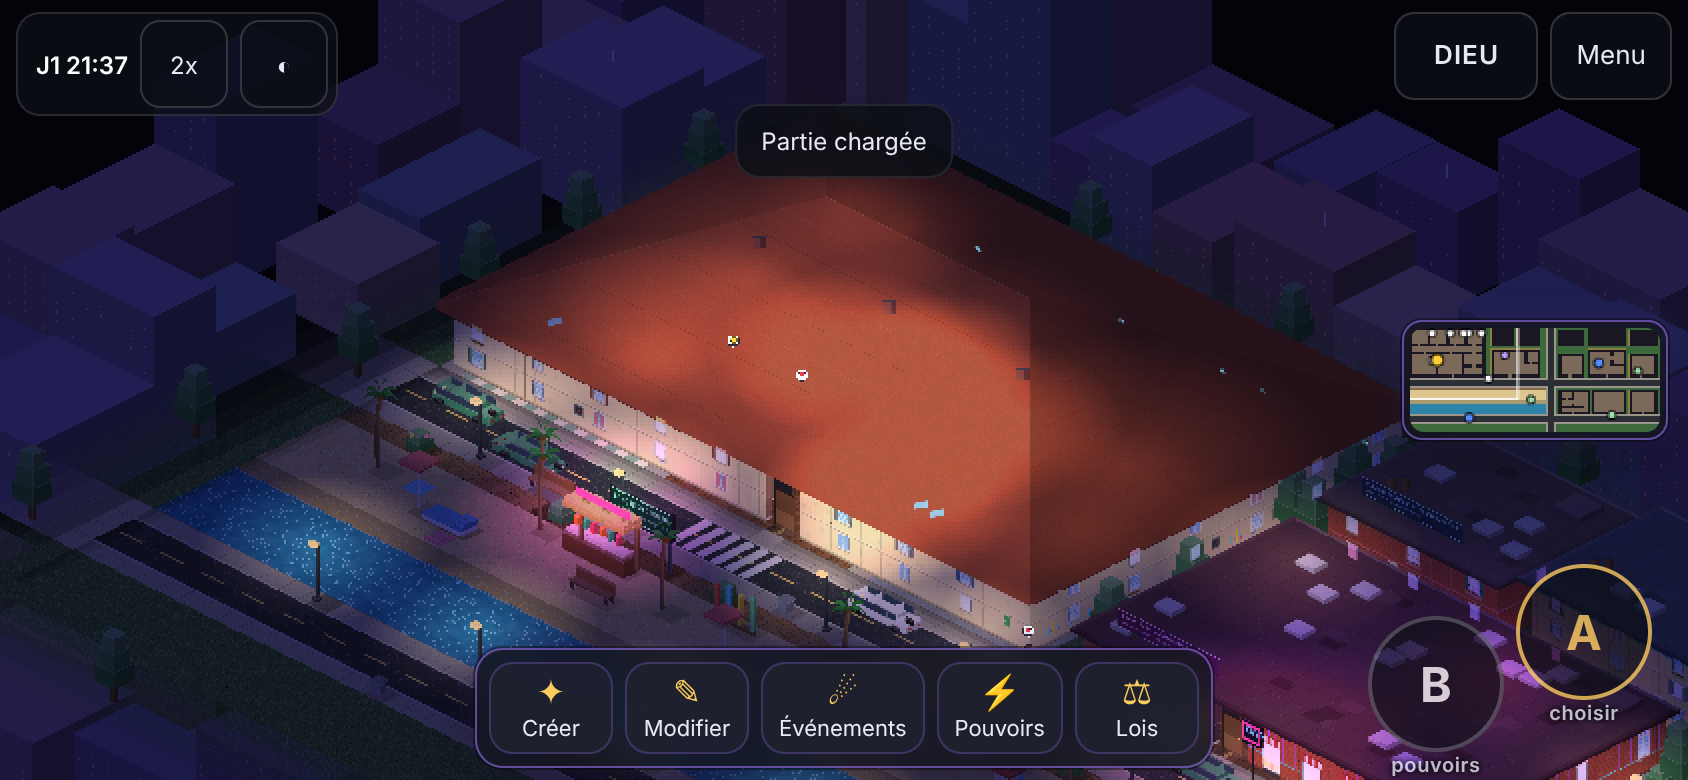 J1 21:37
2x
DIEU
Menu
Partie chargée
A
choisir
B
pouvoirs
Créer
Modifier
Événements
Pouvoirs
Lois